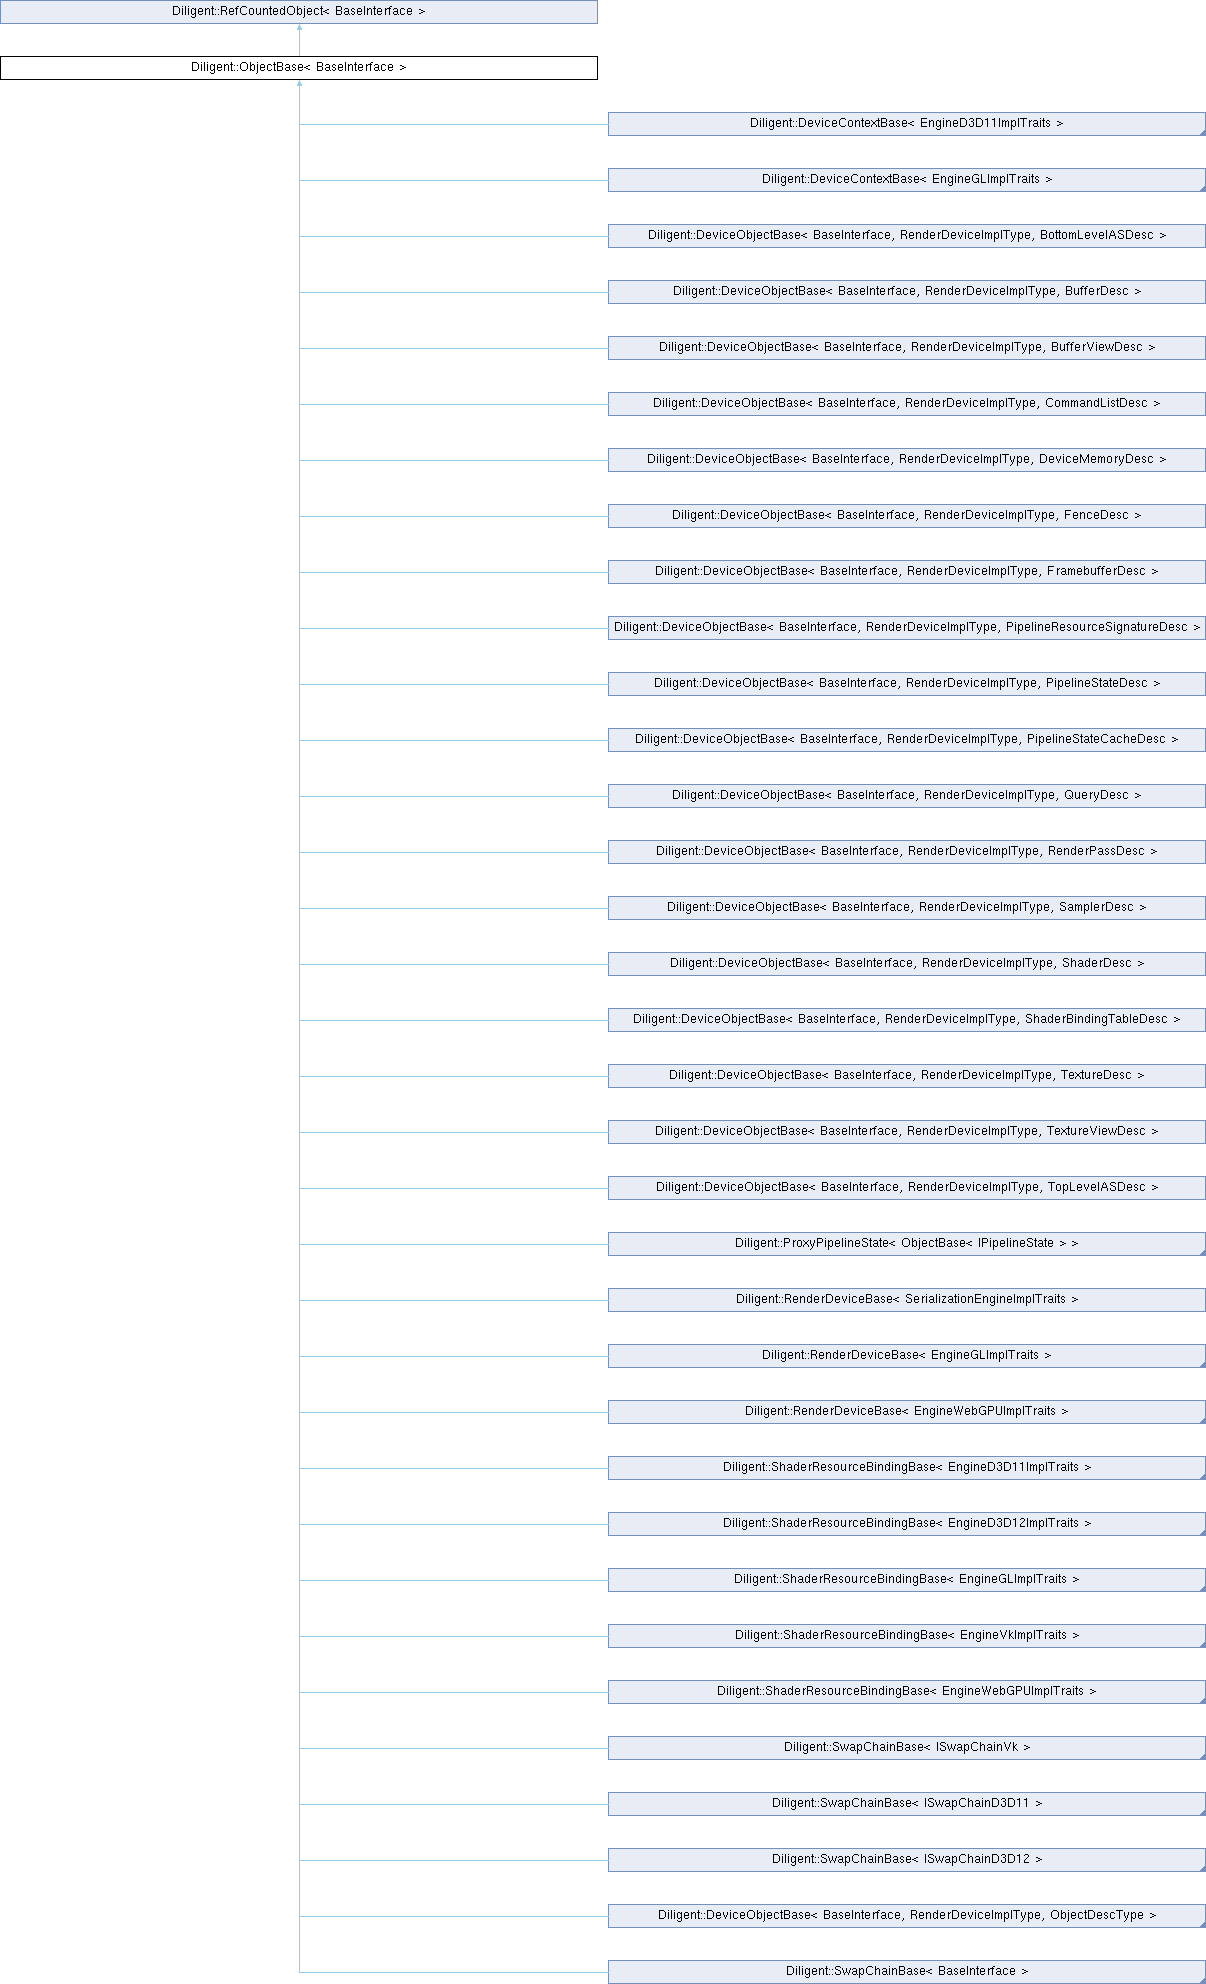 Diligent::RefCountedObject< BaseInterface >
Diligent::ObjectBase< BaseInterface >
Diligent::DeviceContextBase< EngineD3D11ImplTraits >
Diligent::DeviceContextBase< EngineGLImplTraits >
Diligent::DeviceObjectBase< BaseInterface, RenderDeviceImplType, BottomLevelASDesc >
Diligent::DeviceObjectBase< BaseInterface, RenderDeviceImplType, BufferDesc >
Diligent::DeviceObjectBase< BaseInterface, RenderDeviceImplType, BufferViewDesc >
Diligent::DeviceObjectBase< BaseInterface, RenderDeviceImplType, CommandListDesc >
Diligent::DeviceObjectBase< BaseInterface, RenderDeviceImplType, DeviceMemoryDesc >
Diligent::DeviceObjectBase< BaseInterface, RenderDeviceImplType, FenceDesc >
Diligent::DeviceObjectBase< BaseInterface, RenderDeviceImplType, FramebufferDesc >
Diligent::DeviceObjectBase< BaseInterface, RenderDeviceImplType, PipelineResourceSignatureDesc >
Diligent::DeviceObjectBase< BaseInterface, RenderDeviceImplType, PipelineStateDesc >
Diligent::DeviceObjectBase< BaseInterface, RenderDeviceImplType, PipelineStateCacheDesc >
Diligent::DeviceObjectBase< BaseInterface, RenderDeviceImplType, QueryDesc >
Diligent::DeviceObjectBase< BaseInterface, RenderDeviceImplType, RenderPassDesc >
Diligent::DeviceObjectBase< BaseInterface, RenderDeviceImplType, SamplerDesc >
Diligent::DeviceObjectBase< BaseInterface, RenderDeviceImplType, ShaderDesc >
Diligent::DeviceObjectBase< BaseInterface, RenderDeviceImplType, ShaderBindingTableDesc >
Diligent::DeviceObjectBase< BaseInterface, RenderDeviceImplType, TextureDesc >
Diligent::DeviceObjectBase< BaseInterface, RenderDeviceImplType, TextureViewDesc >
Diligent::DeviceObjectBase< BaseInterface, RenderDeviceImplType, TopLevelASDesc >
Diligent::ProxyPipelineState< ObjectBase< IPipelineState > >
Diligent::RenderDeviceBase< SerializationEngineImplTraits >
Diligent::RenderDeviceBase< EngineGLImplTraits >
Diligent::RenderDeviceBase< EngineWebGPUImplTraits >
Diligent::ShaderResourceBindingBase< EngineD3D11ImplTraits >
Diligent::ShaderResourceBindingBase< EngineD3D12ImplTraits >
Diligent::ShaderResourceBindingBase< EngineGLImplTraits >
Diligent::ShaderResourceBindingBase< EngineVkImplTraits >
Diligent::ShaderResourceBindingBase< EngineWebGPUImplTraits >
Diligent::SwapChainBase< ISwapChainVk >
Diligent::SwapChainBase< ISwapChainD3D11 >
Diligent::SwapChainBase< ISwapChainD3D12 >
Diligent::DeviceObjectBase< BaseInterface, RenderDeviceImplType, ObjectDescType >
Diligent::SwapChainBase< BaseInterface >